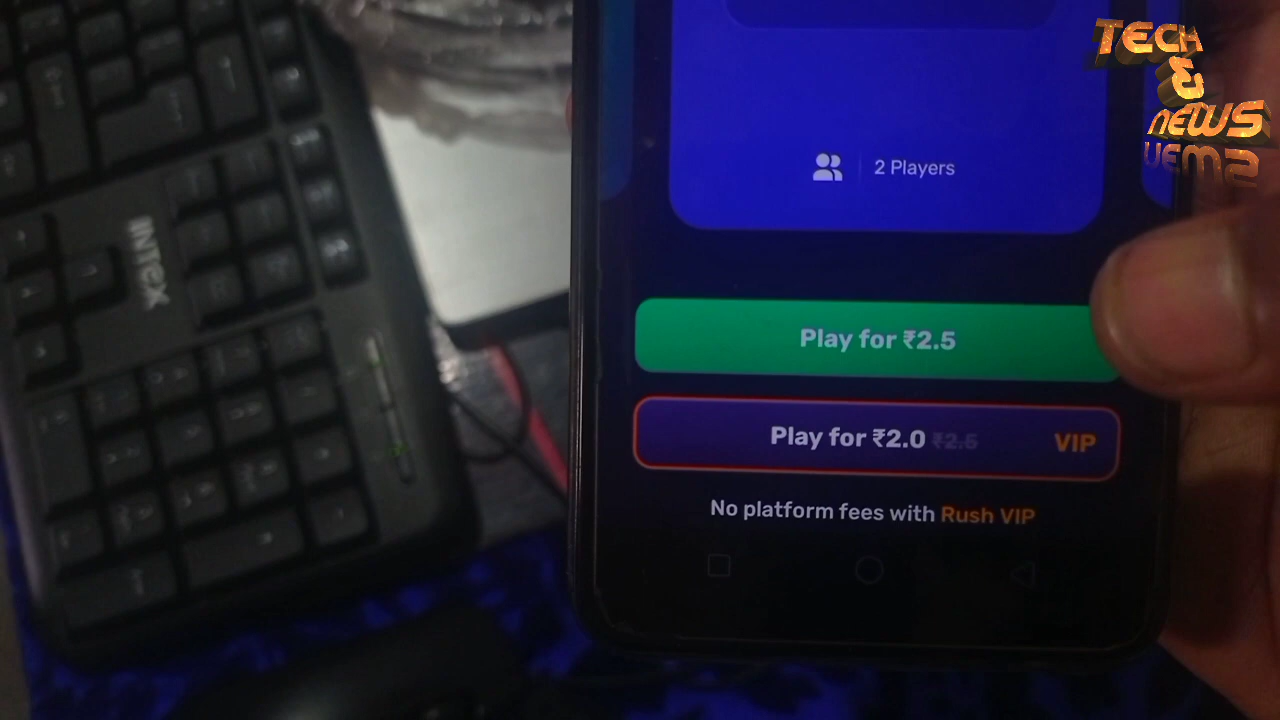 TECH
&
NEWS
2 Players
INTEX
Play for ₹2.5
Play for ₹2.0 ₹2.5 VIP
No platform fees with Rush VIP